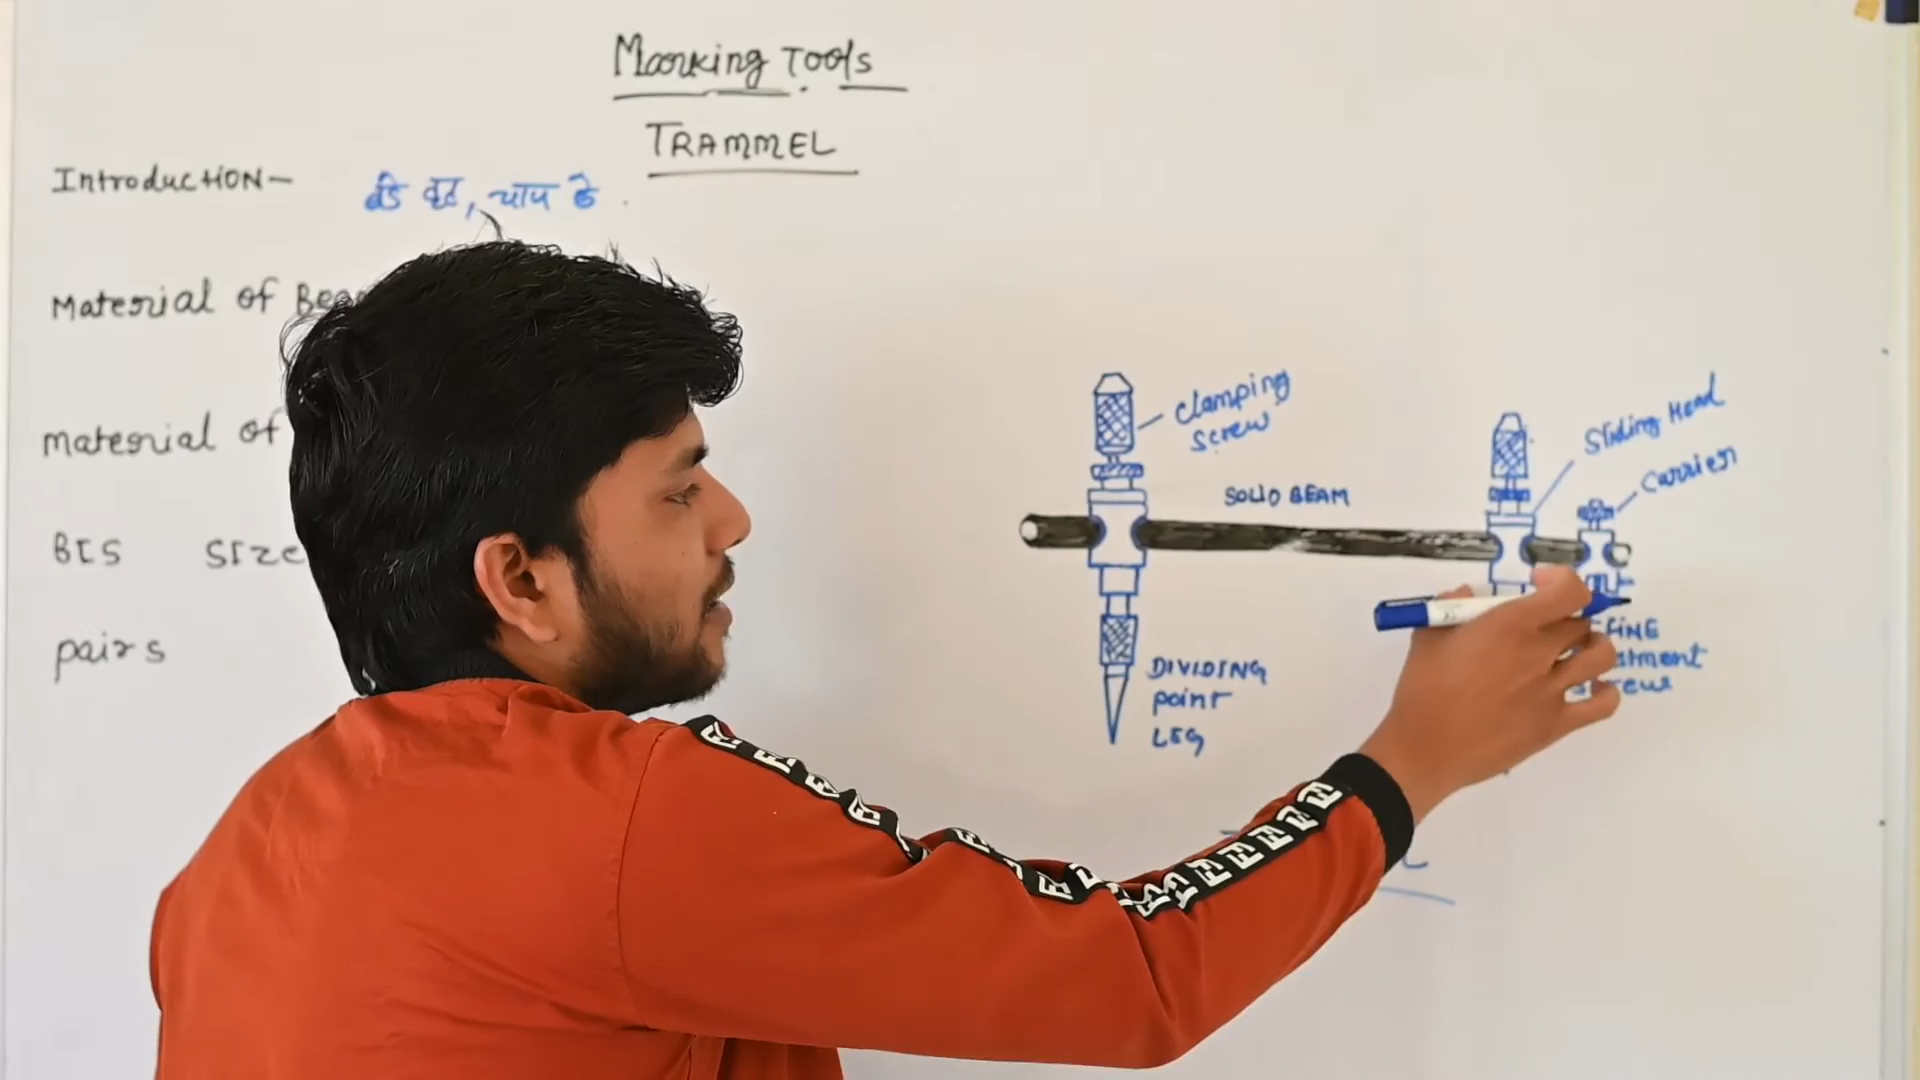 Marking Tools
TRAMMEL
Introduction—
वृत, चाप के
Material of
material of
BIS SIZE
pairs
clamping
screw
Sliding Head
Carrier
SOLID BEAM
DIVIDING
point
LEG
FINE